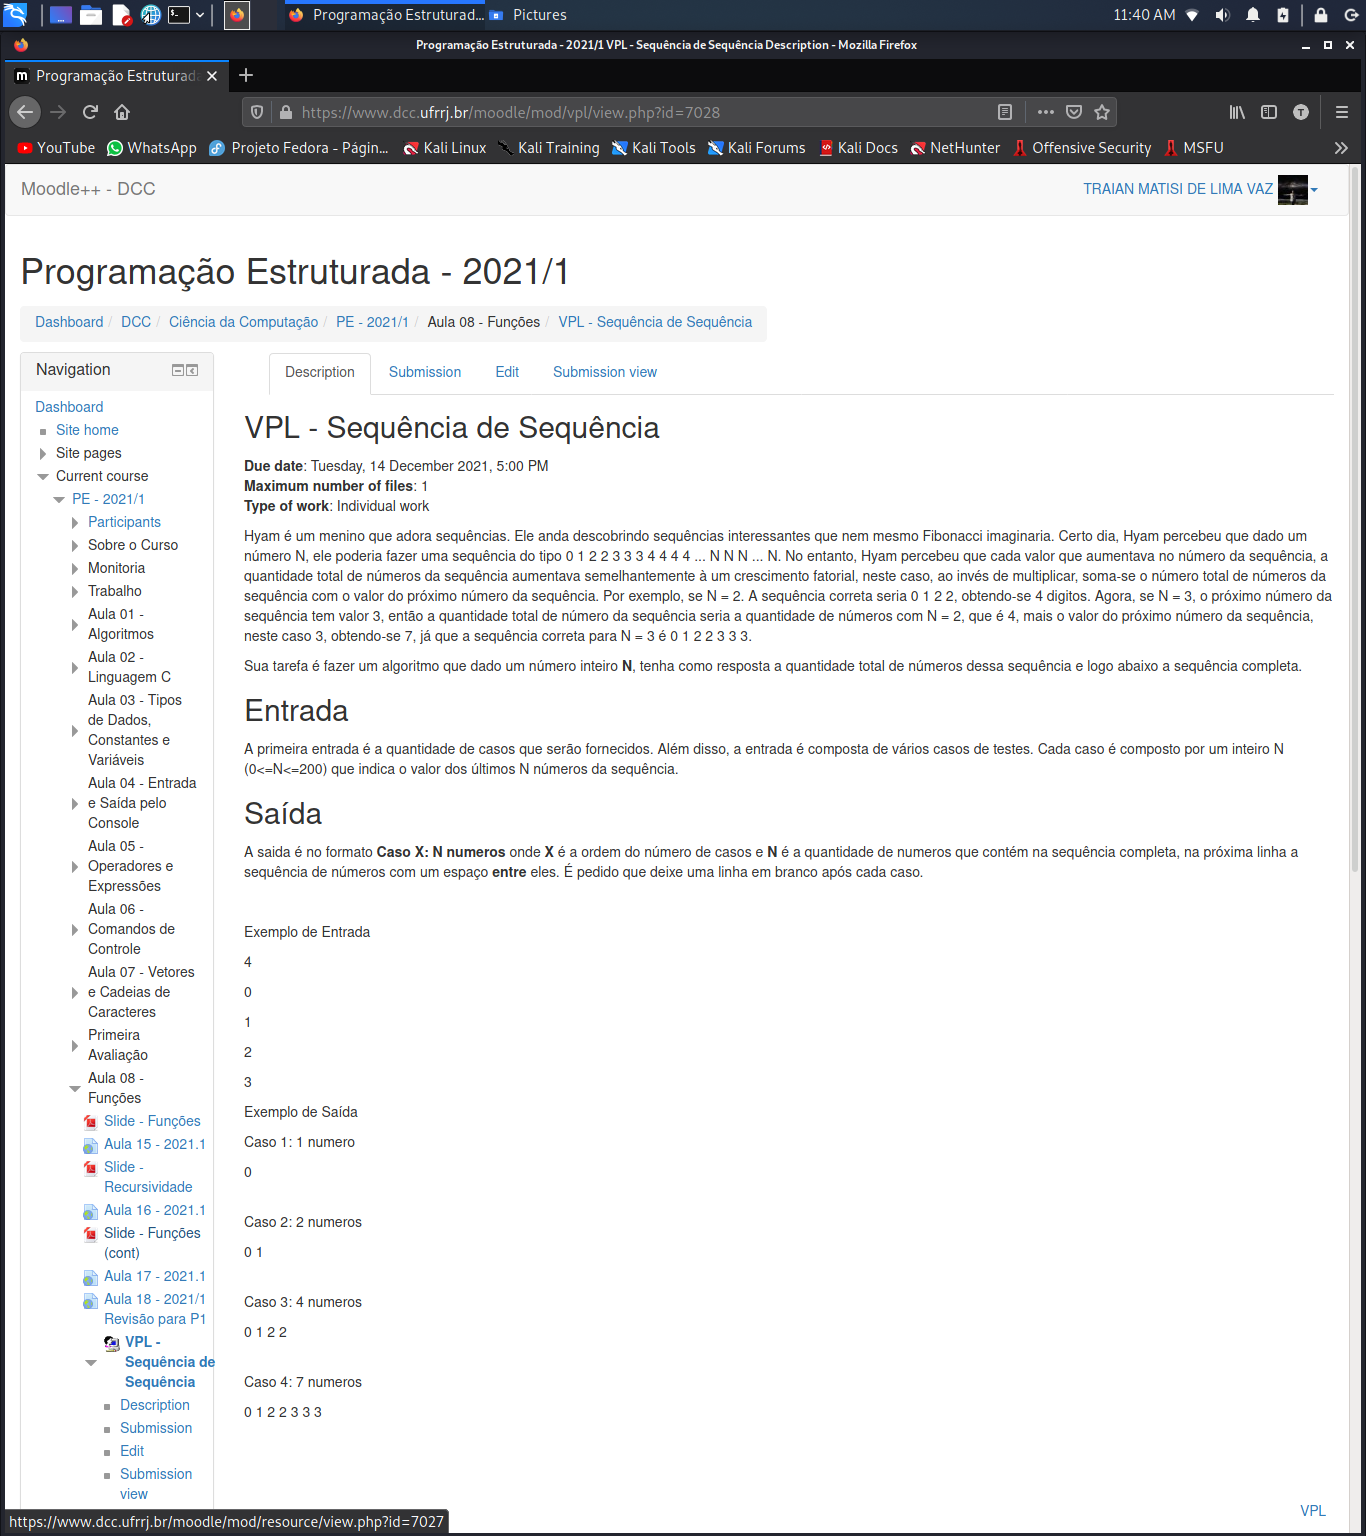 Programação Estruturad...
Pictures
11:40 AM
Programação Estruturada - 2021/1 VPL - Sequência de Sequência Description - Mozilla Firefox
Programação Estruturada
https://www.dcc.ufrrj.br/moodle/mod/vpl/view.php?id=7028
T
YouTube WhatsApp Projeto Fedora - Págin... Kali Linux Kali Training Kali Tools Kali Forums Kali Docs NetHunter Offensive Security MSFU
Moodle++ - DCC
TRAIAN MATISI DE LIMA VAZ
Programação Estruturada - 2021/1
Dashboard / DCC / Ciência da Computação / PE - 2021/1 / Aula 08 - Funções / VPL - Sequência de Sequência
Navigation
Dashboard
Site home
Site pages
Current course
PE - 2021/1
Participants
Sobre o Curso
Monitoria
Trabalho
Aula 01 -
Algoritmos
Aula 02 -
Linguagem C
Aula 03 - Tipos
de Dados,
Constantes e
Variáveis
Aula 04 - Entrada
e Saída pelo
Console
Aula 05 -
Operadores e
Expressões
Aula 06 -
Comandos de
Controle
Aula 07 - Vetores
e Cadeias de
Caracteres
Primeira
Avaliação
Aula 08 -
Funções
Slide - Funções
Aula 15 - 2021.1
Slide -
Recursividade
Aula 16 - 2021.1
Slide - Funções
(cont)
Aula 17 - 2021.1
Aula 18 - 2021/1
Revisão para P1
VPL -
Sequência de
Sequência
Description
Submission
Edit
Submission
view
Description Submission Edit Submission view
VPL - Sequência de Sequência
Due date: Tuesday, 14 December 2021, 5:00 PM
Maximum number of files: 1
Type of work: Individual work
Hyam é um menino que adora sequências. Ele anda descobrindo sequências interessantes que nem mesmo Fibonacci imaginaria. Certo dia, Hyam percebeu que dado um
número N, ele poderia fazer uma sequência do tipo 0 1 2 2 3 3 3 4 4 4 4 ... N N N ... N. No entanto, Hyam percebeu que cada valor que aumentava no número da sequência, a
quantidade total de números da sequência aumentava semelhantemente à um crescimento fatorial, neste caso, ao invés de multiplicar, soma-se o número total de números da
sequência com o valor do próximo número da sequência. Por exemplo, se N = 2. A sequência correta seria 0 1 2 2, obtendo-se 4 digitos. Agora, se N = 3, o próximo número da
sequência tem valor 3, então a quantidade total de número da sequência seria a quantidade de números com N = 2, que é 4, mais o valor do próximo número da sequência,
neste caso 3, obtendo-se 7, já que a sequência correta para N = 3 é 0 1 2 2 3 3 3.
Sua tarefa é fazer um algoritmo que dado um número inteiro N, tenha como resposta a quantidade total de números dessa sequência e logo abaixo a sequência completa.
Entrada
A primeira entrada é a quantidade de casos que serão fornecidos. Além disso, a entrada é composta de vários casos de testes. Cada caso é composto por um inteiro N
(0<=N<=200) que indica o valor dos últimos N números da sequência.
Saída
A saida é no formato Caso X: N numeros onde X é a ordem do número de casos e N é a quantidade de numeros que contém na sequência completa, na próxima linha a
sequência de números com um espaço entre eles. É pedido que deixe uma linha em branco após cada caso.
Exemplo de Entrada
4
0
1
2
3
Exemplo de Saída
Caso 1: 1 numero
0
Caso 2: 2 numeros
0 1
Caso 3: 4 numeros
0 1 2 2
Caso 4: 7 numeros
0 1 2 2 3 3 3
VPL
https://www.dcc.ufrrj.br/moodle/mod/resource/view.php?id=7027